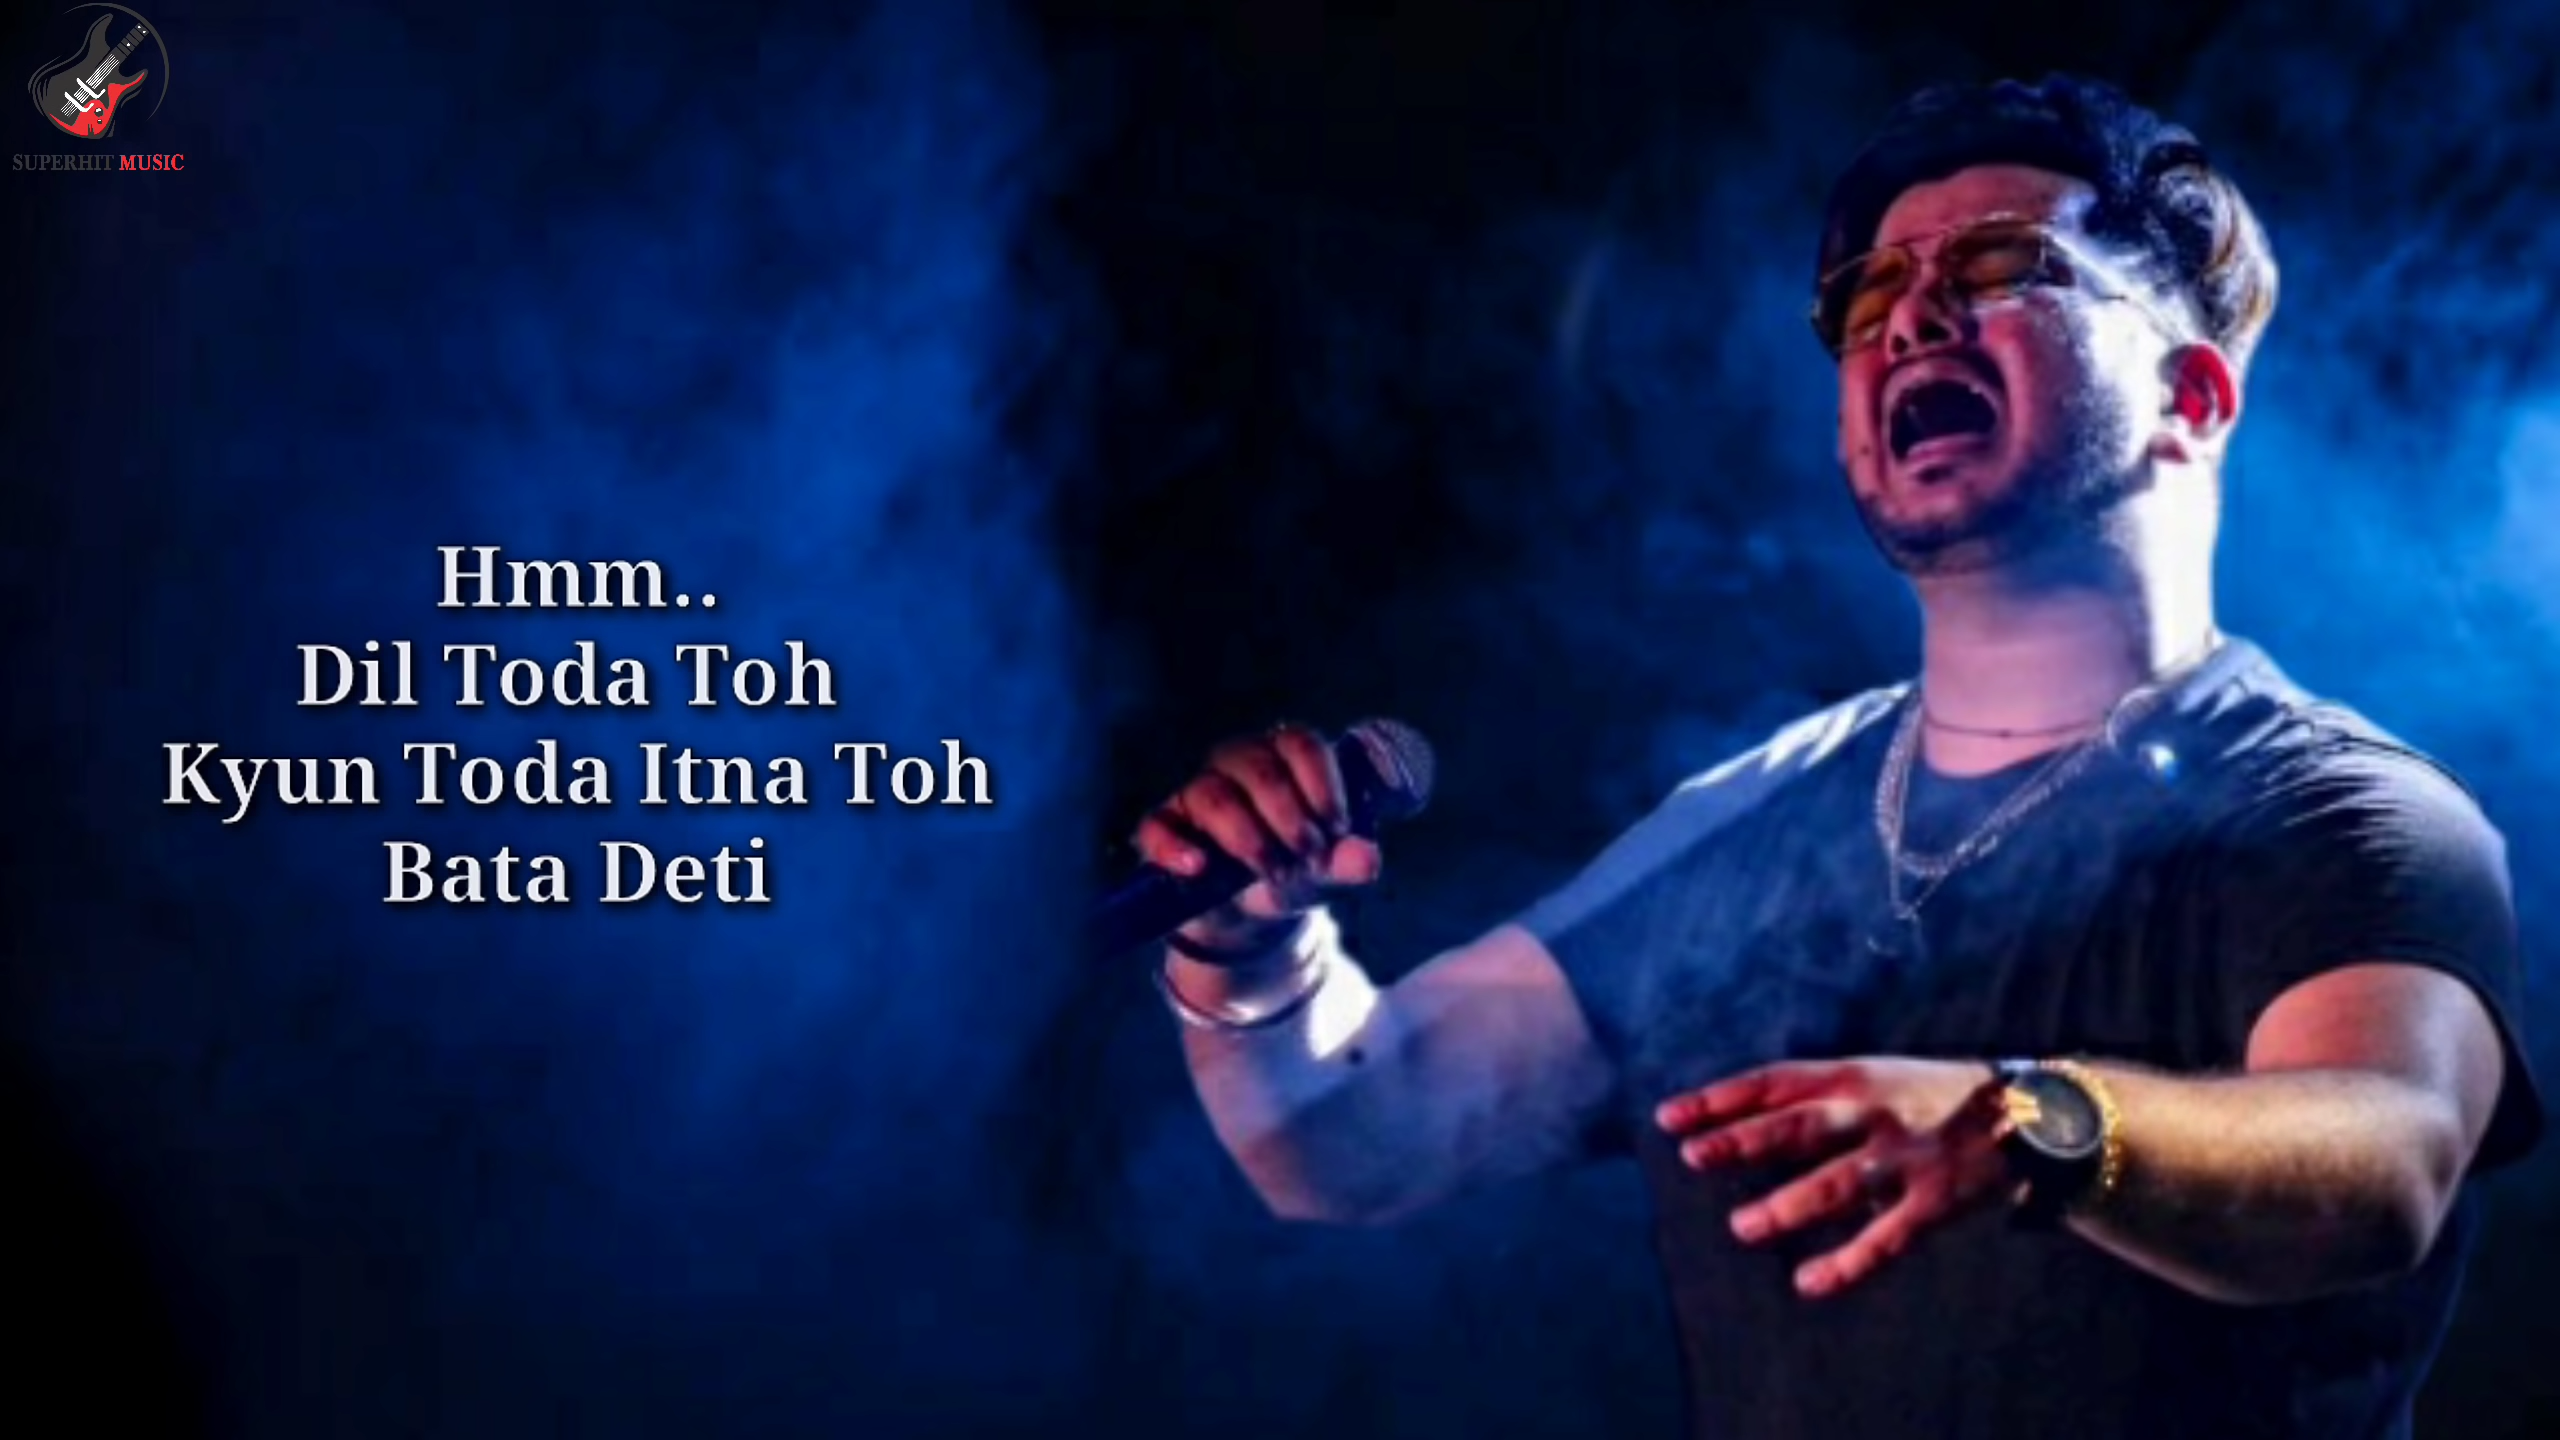 SUPERHIT MUSIC
Hmm..
Dil Toda Toh
Kyun Toda Itna Toh
Bata Deti